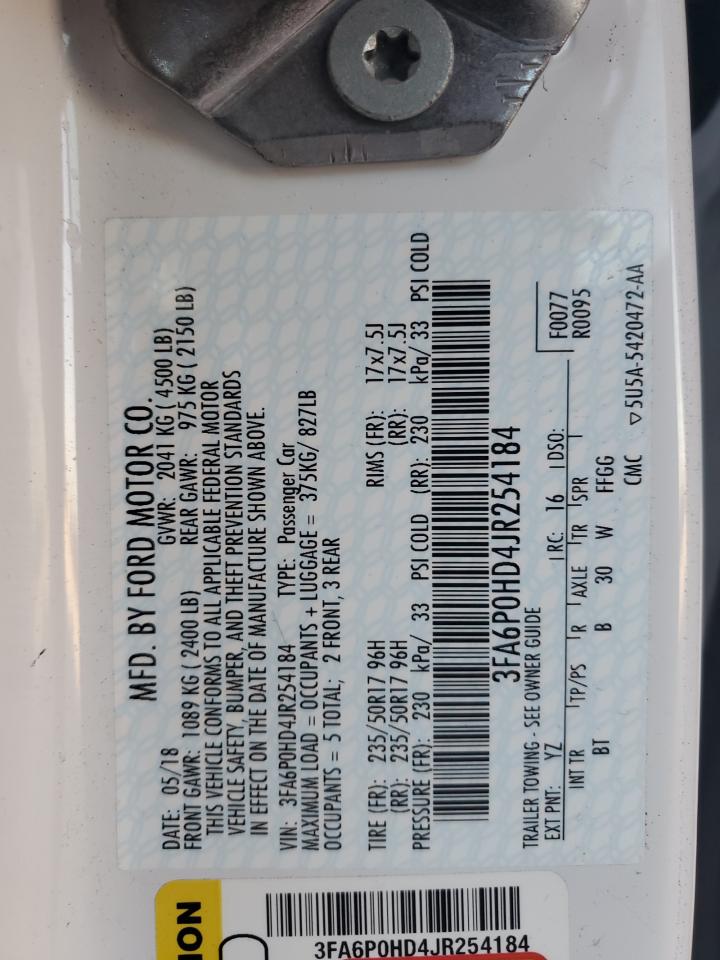 MFD. BY FORD MOTOR CO.
DATE: 05/18 GVWR: 2041 KG ( 4500 LB)
FRONT GAWR: 1089 KG ( 2400 LB) REAR GAWR: 975 KG ( 2150 LB)
THIS VEHICLE CONFORMS TO ALL APPLICABLE FEDERAL MOTOR
VEHICLE SAFETY, BUMPER, AND THEFT PREVENTION STANDARDS
IN EFFECT ON THE DATE OF MANUFACTURE SHOWN ABOVE.
VIN: 3FA6P0HD4JR254184 TYPE: Passenger Car
MAXIMUM LOAD = OCCUPANTS + LUGGAGE = 375KG/ 827LB
OCCUPANTS = 5 TOTAL; 2 FRONT, 3 REAR
TIRE (FR): 235/50R17 96H RIMS (FR): 17x7.5J
(RR): 235/50R17 96H (RR): 17x7.5J
PRESSURE (FR): 230 kPa/ 33 PSI COLD (RR): 230 kPa/ 33 PSI COLD
3FA6P0HD4JR254184
TRAILER TOWING - SEE OWNER GUIDE
F0077
EXT PNT: YZ RC: 16 DSO: R0095
INT TR TP/PS R AXLE TR SPR
BT B 30 W FFGG
CMC ▽5U5A-5420472-AA
3FA6P0HD4JR254184